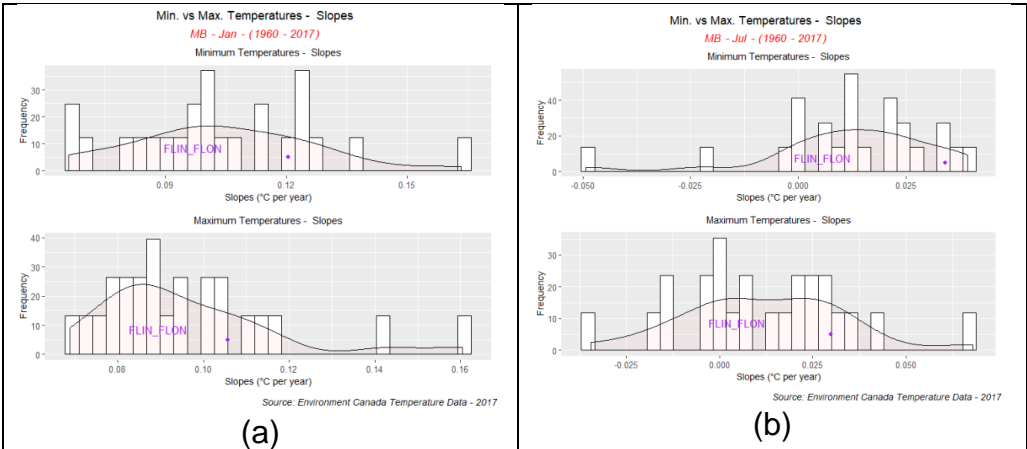 Min. vs Max. Temperatures - Slopes
MB - Jan - (1960 - 2017)
Minimum Temperatures - Slopes
Frequency
30
20
10
0
FLIN_FLON
0.09
0.12
0.15
Slopes (°C per year)
Maximum Temperatures - Slopes
Frequency
40
30
20
10
0
FLIN_FLON
0.08
0.10
0.12
0.14
0.16
Slopes (°C per year)
Source: Environment Canada Temperature Data - 2017
(a)
Min. vs Max. Temperatures - Slopes
MB - Jul - (1960 - 2017)
Minimum Temperatures - Slopes
Frequency
40
20
0
FLIN_FLON
-0.050
-0.025
0.000
0.025
Slopes (°C per year)
Maximum Temperatures - Slopes
Frequency
30
20
10
0
FLIN_FLON
-0.025
0.000
0.025
0.050
Slopes (°C per year)
Source: Environment Canada Temperature Data - 2017
(b)